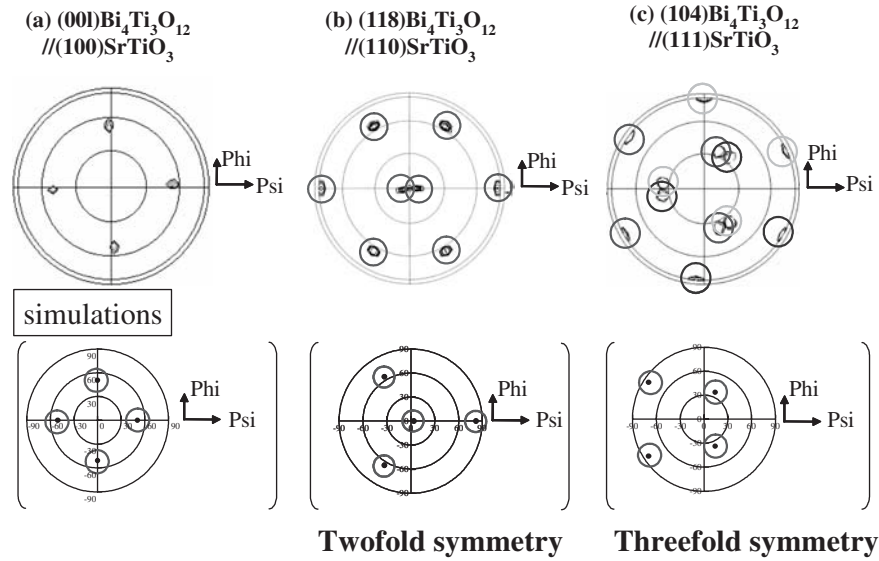 (a) (00l)Bi4Ti3O12
//(100)SrTiO3
(b) (118)Bi4Ti3O12
//(110)SrTiO3
(c) (104)Bi4Ti3O12
//(111)SrTiO3
Phi
Psi
Phi
Psi
Phi
Psi
simulations
90
60
30
-90 -60 -30 0 30 60 90
-30
-60
-90
Phi
Psi
90
60
30
-90 -60 -30 0 30 60 90
-30
-60
-90
Phi
Psi
90
60
30
-90 -60 -30 0 30 60 90
-30
-60
-90
Phi
Psi
Twofold symmetry
Threefold symmetry